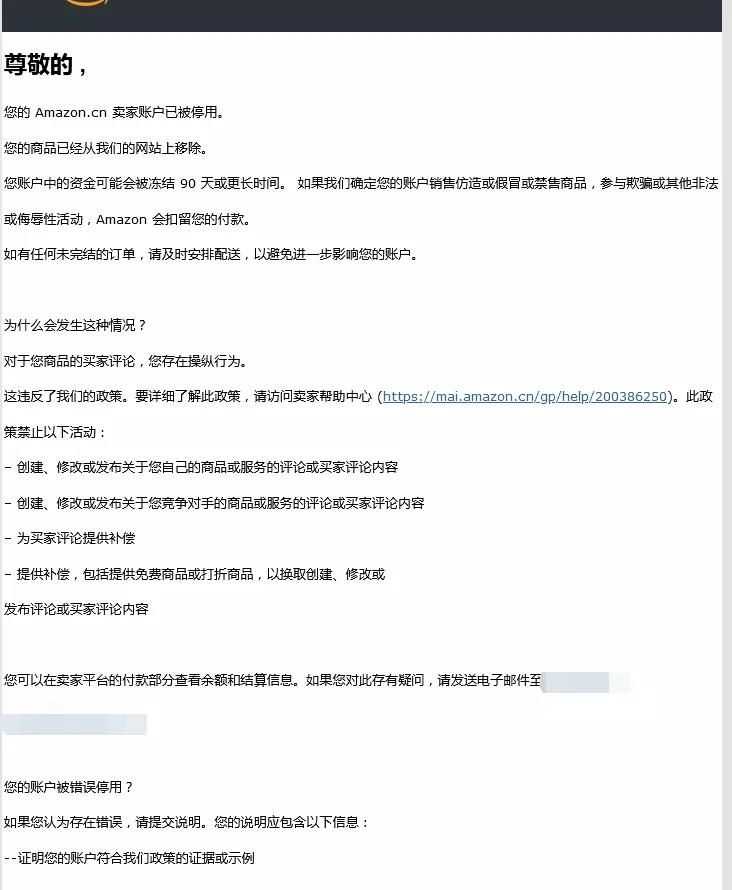 尊敬的，
您的 Amazon.cn 卖家账户已被停用。
您的商品已经从我们的网站上移除。
您账户中的资金可能会被冻结 90 天或更长时间。 如果我们确定您的账户销售仿造或假冒或禁售商品，参与欺骗或其他非法
或侮辱性活动，Amazon 会扣留您的付款。
如有任何未完结的订单，请及时安排配送，以避免进一步影响您的账户。
为什么会发生这种情况？
对于您商品的买家评论，您存在操纵行为。
这违反了我们的政策。要详细了解此政策，请访问卖家帮助中心 (https://mai.amazon.cn/gp/help/200386250)。此政
策禁止以下活动：
- 创建、修改或发布关于您自己的商品或服务的评论或买家评论内容
- 创建、修改或发布关于您竞争对手的商品或服务的评论或买家评论内容
- 为买家评论提供补偿
- 提供补偿，包括提供免费商品或打折商品，以换取创建、修改或
发布评论或买家评论内容
您可以在卖家平台的付款部分查看余额和结算信息。如果您对此存有疑问，请发送电子邮件至
您的账户被错误停用？
如果您认为存在错误，请提交说明。您的说明应包含以下信息：
--证明您的账户符合我们政策的证据或示例